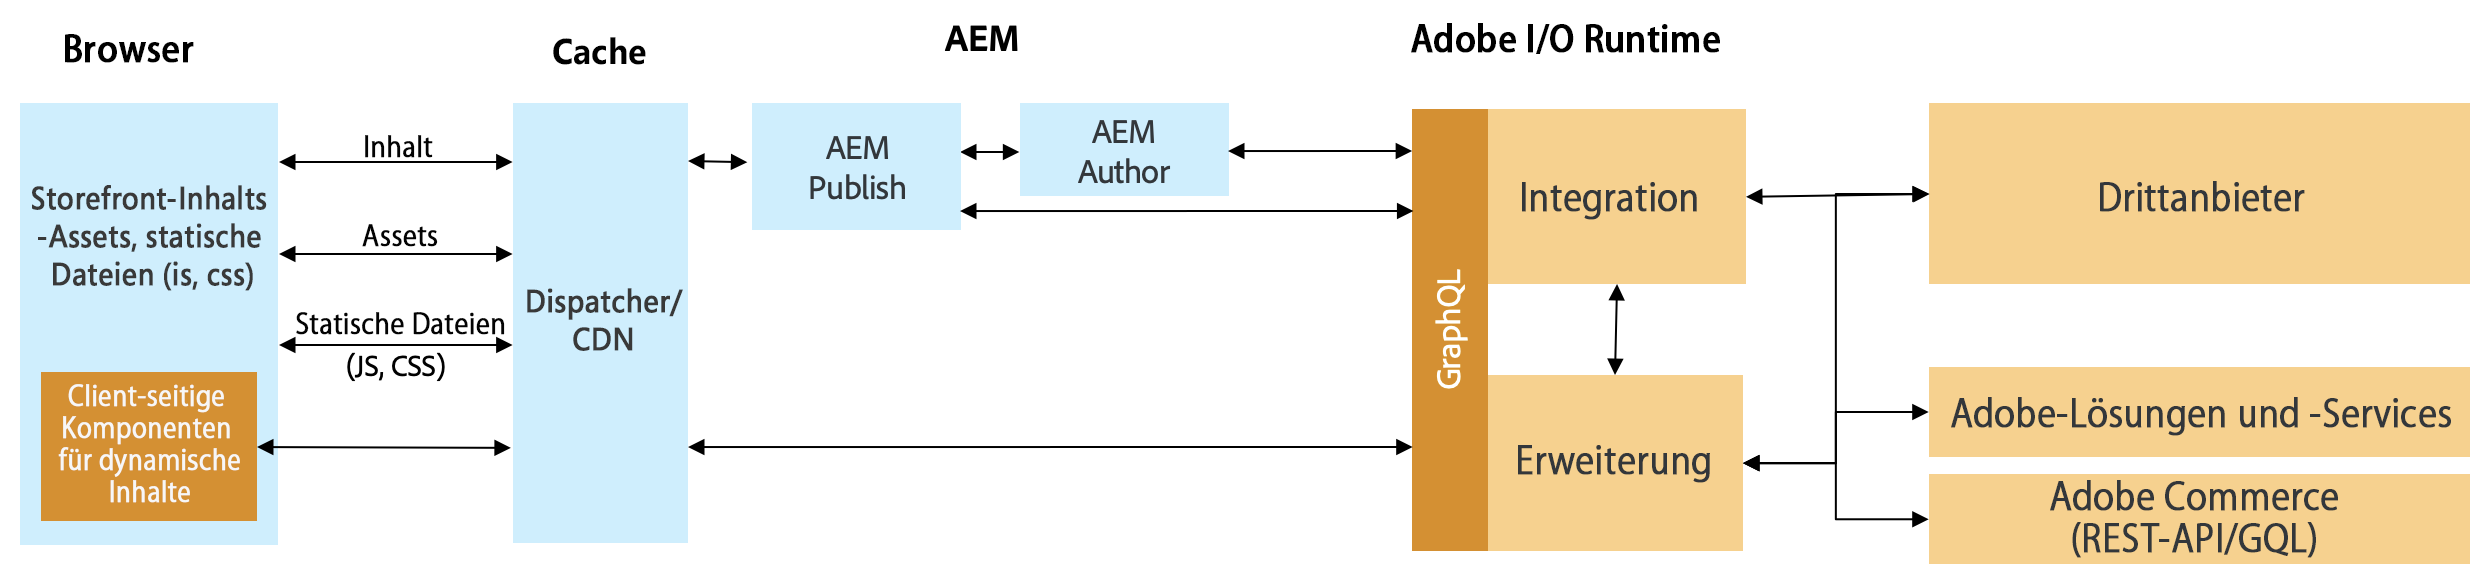 Browser
Cache
AEM
Adobe I/O Runtime
Storefront-Inhalts
-Assets, statische
Dateien (is, css)
Client-seitige
Komponenten
für dynamische
Inhalte
Inhalt
Assets
Statische Dateien
(JS, CSS)
Dispatcher/
CDN
AEM
Publish
AEM
Author
GraphQL
Integration
Erweiterung
Drittanbieter
Adobe-Lösungen und -Services
Adobe Commerce
(REST-API/GQL)